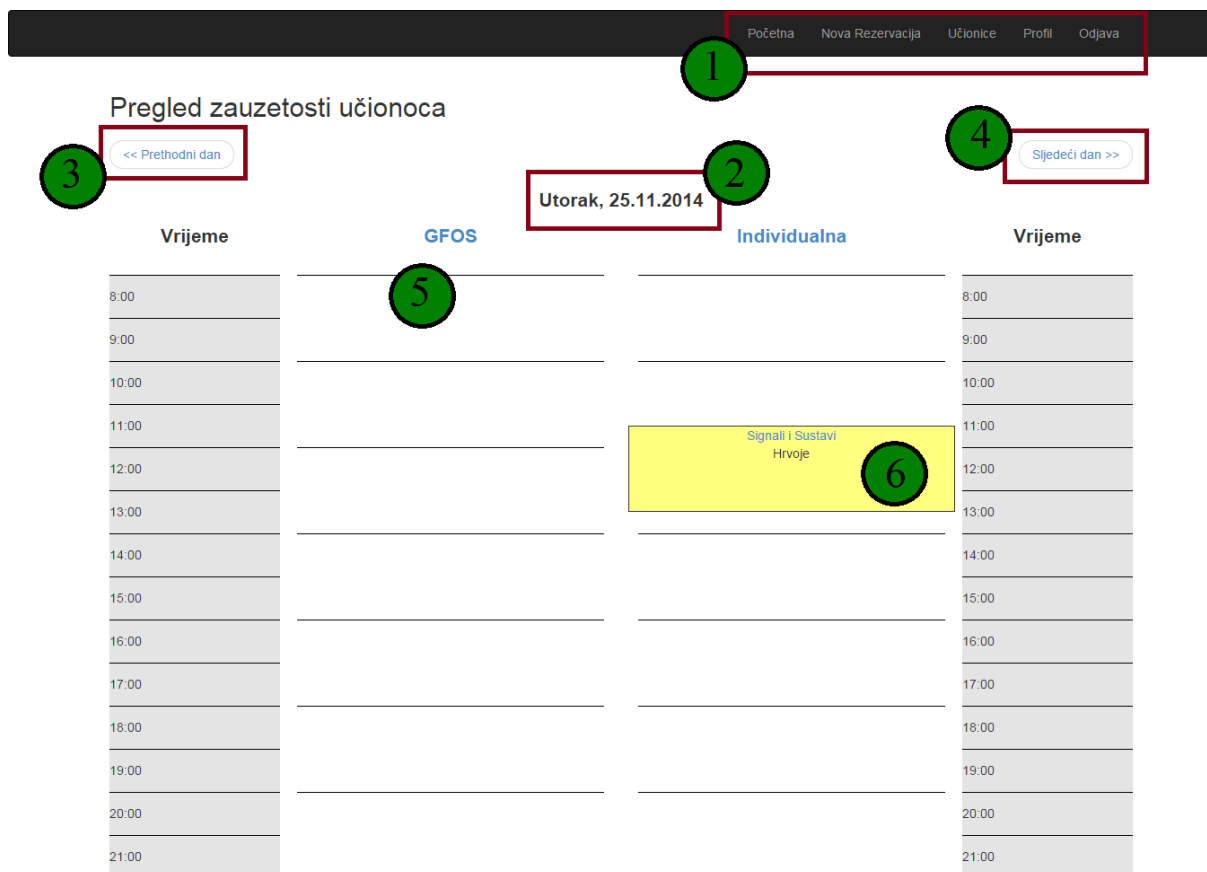 Početna Nova Rezervacija Učionice Profil Odjava
1
Pregled zauzetosti učionoca
<< Prethodni dan
3
4
Sljedeći dan >>
2
Utorak, 25.11.2014
Vrijeme GFOS Individualna Vrijeme
5
8:00 8:00
9:00 9:00
10:00 10:00
11:00 11:00
Signali i Sustavi
Hrvoje
6
12:00 12:00
13:00 13:00
14:00 14:00
15:00 15:00
16:00 16:00
17:00 17:00
18:00 18:00
19:00 19:00
20:00 20:00
21:00 21:00